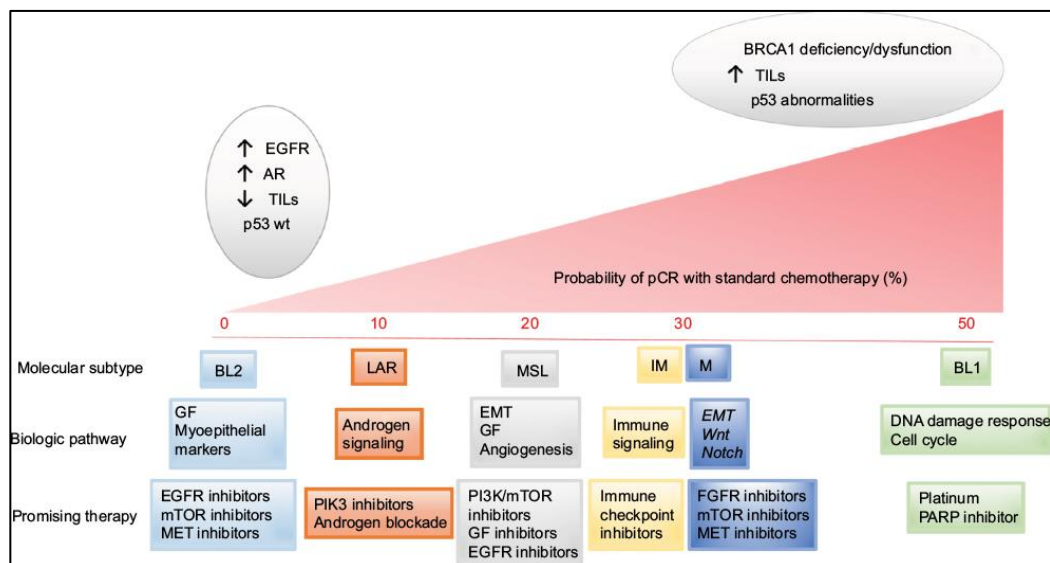 BRCA1 deficiency/dysfunction
↑ TILs
p53 abnormalities
↑ EGFR
↑ AR
↓ TILs
p53 wt
Probability of pCR with standard chemotherapy (%)
0 10 20 30 50
Molecular subtype
BL2
LAR
MSL
IM
M
BL1
Biologic pathway
GF
Myoepithelial
markers
Androgen
signaling
EMT
GF
Angiogenesis
Immune
signaling
EMT
Wnt
Notch
DNA damage response
Cell cycle
Promising therapy
EGFR inhibitors
mTOR inhibitors
MET inhibitors
PIK3 inhibitors
Androgen blockade
PI3K/mTOR
inhibitors
GF inhibitors
EGFR inhibitors
Immune
checkpoint
inhibitors
FGFR inhibitors
mTOR inhibitors
MET inhibitors
Platinum
PARP inhibitor